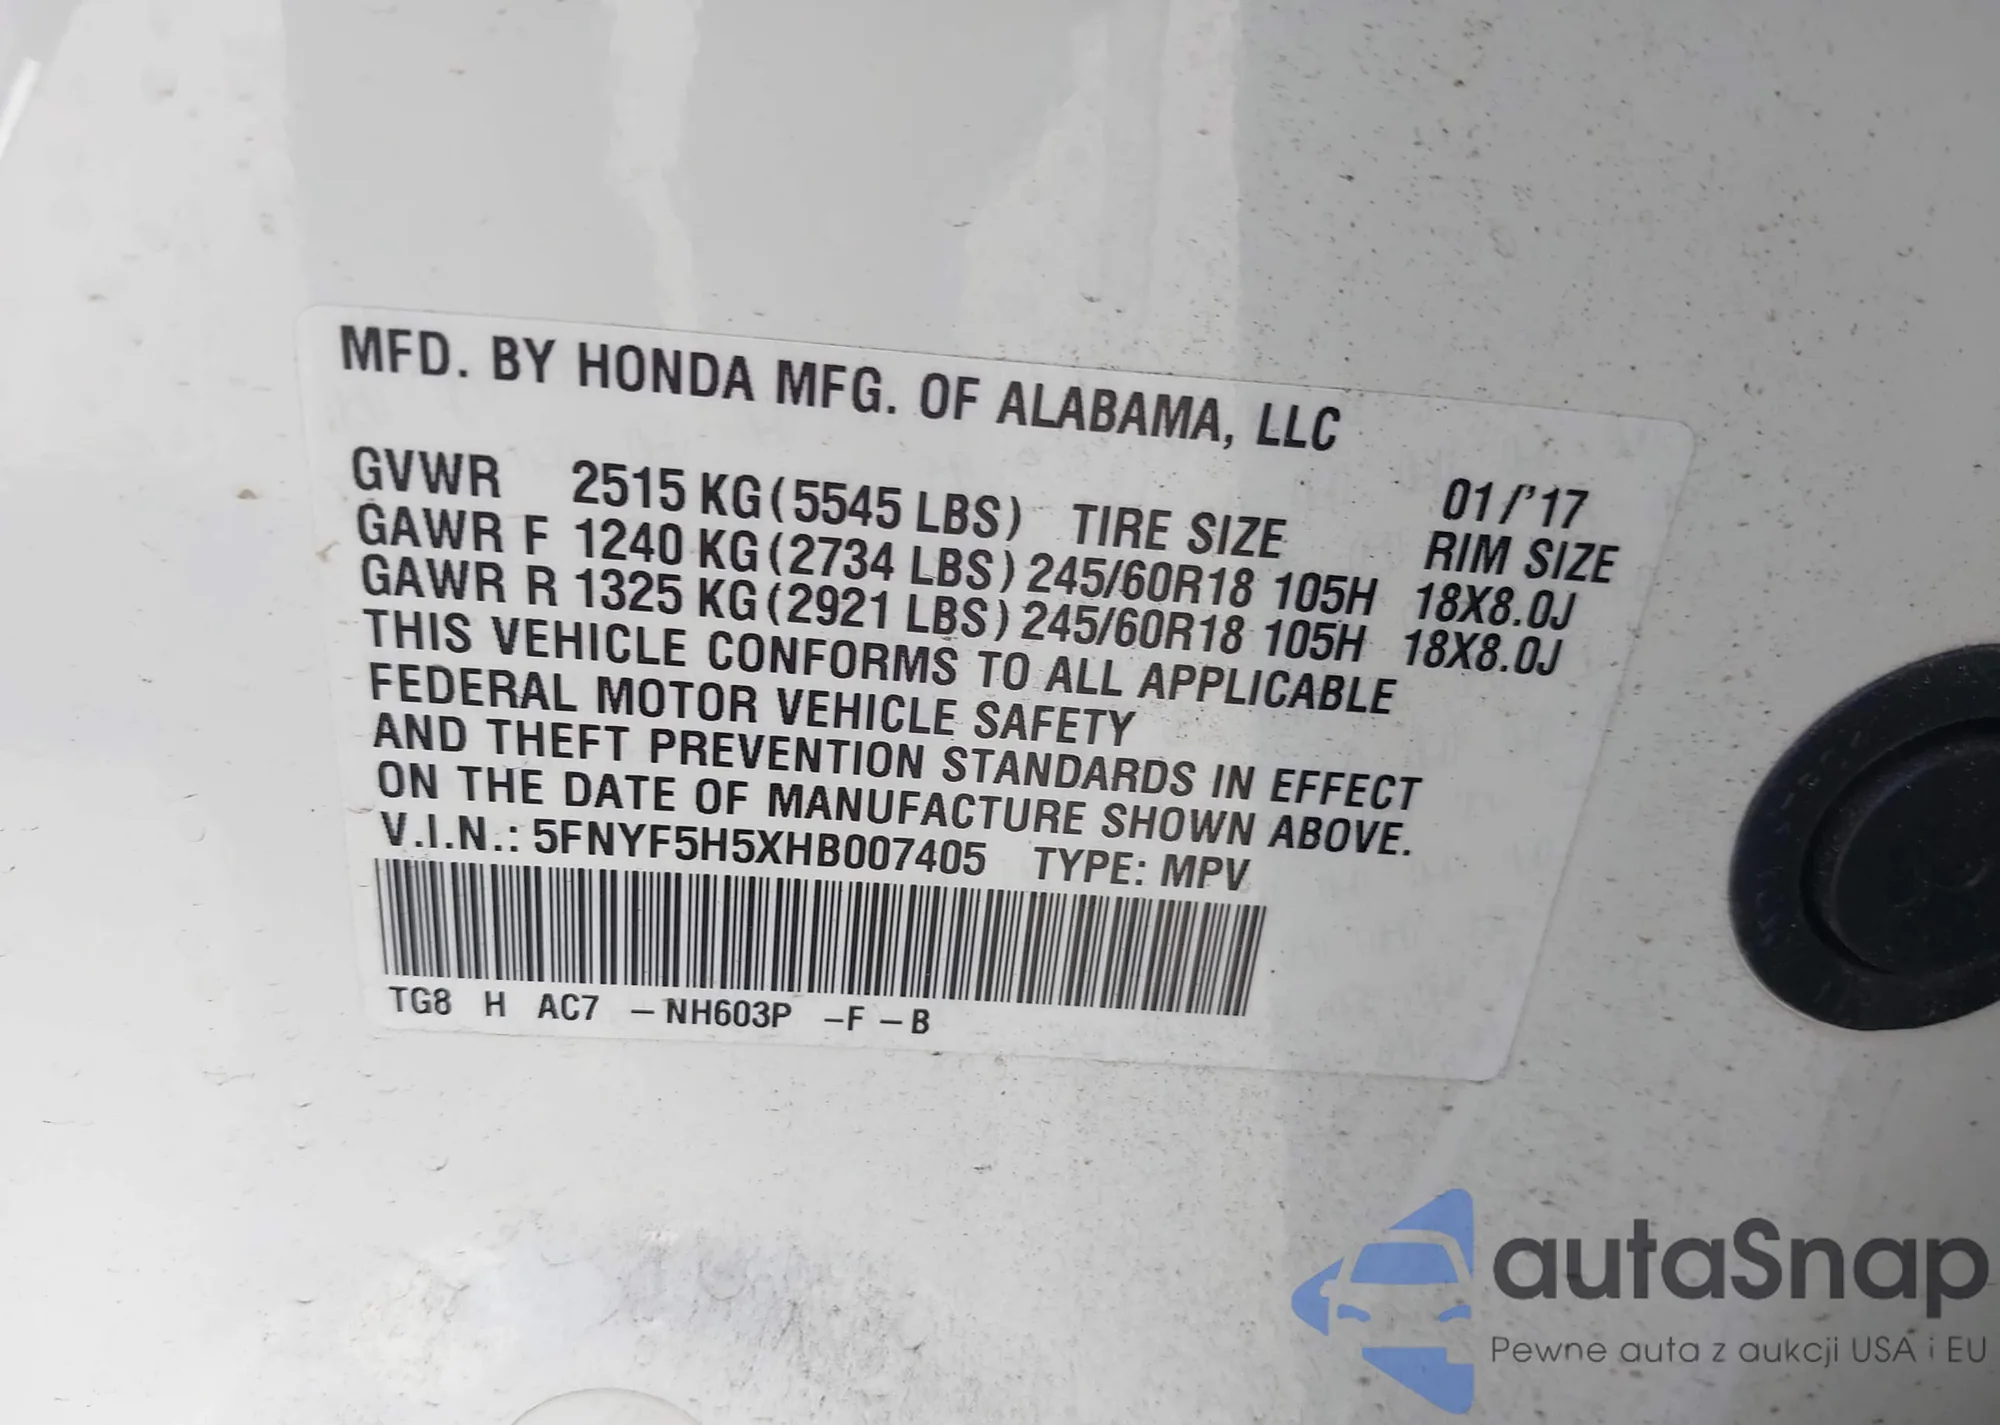 MFD. BY HONDA MFG. OF ALABAMA, LLC
GVWR 2515 KG(5545 LBS) TIRE SIZE 01/'17
RIM SIZE
GAWR F 1240 KG(2734 LBS) 245/60R18 105H 18X8.0J
GAWR R 1325 KG(2921 LBS) 245/60R18 105H 18X8.0J
THIS VEHICLE CONFORMS TO ALL APPLICABLE
FEDERAL MOTOR VEHICLE SAFETY
AND THEFT PREVENTION STANDARDS IN EFFECT
ON THE DATE OF MANUFACTURE SHOWN ABOVE.
V.I.N.: 5FNYF5H5XHB007405 TYPE: MPV
TG8 H AC7 –NH603P –F –B
autaSnap
Pewne auta z aukcji USA i EU